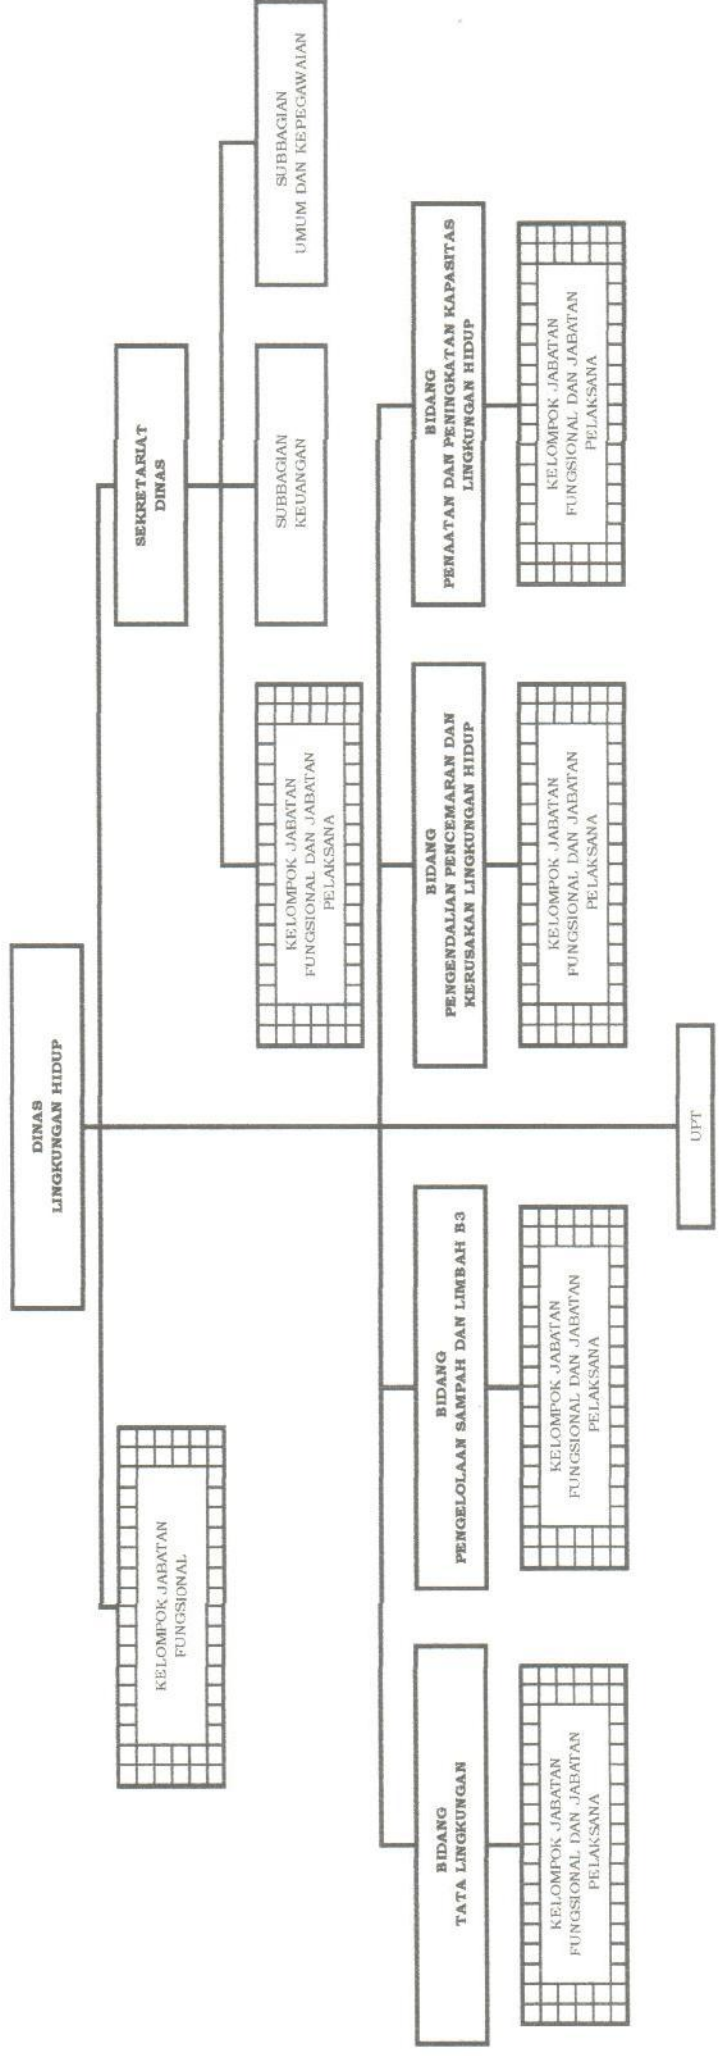 DINAS
LINGKUNGAN HIDUP
KELOMPOK JABATAN
FUNGSIONAL
SEKRETARIAT
DINAS
KELOMPOK JABATAN
FUNGSIONAL DAN JABATAN
PELAKSANA
SUBBAGIAN
KEUANGAN
SUBBAGIAN
UMUM DAN KEPEGAWAIAN
BIDANG
TATA LINGKUNGAN
BIDANG
PENGELOLAAN SAMPAH DAN LIMBAH B3
BIDANG
PENGENDALIAN PENCEMARAN DAN
KERUSAKAN LINGKUNGAN HIDUP
BIDANG
PENAATAN DAN PENINGKATAN KAPASITAS
LINGKUNGAN HIDUP
KELOMPOK JABATAN
FUNGSIONAL DAN JABATAN
PELAKSANA
KELOMPOK JABATAN
FUNGSIONAL DAN JABATAN
PELAKSANA
KELOMPOK JABATAN
FUNGSIONAL DAN JABATAN
PELAKSANA
KELOMPOK JABATAN
FUNGSIONAL DAN JABATAN
PELAKSANA
UPT